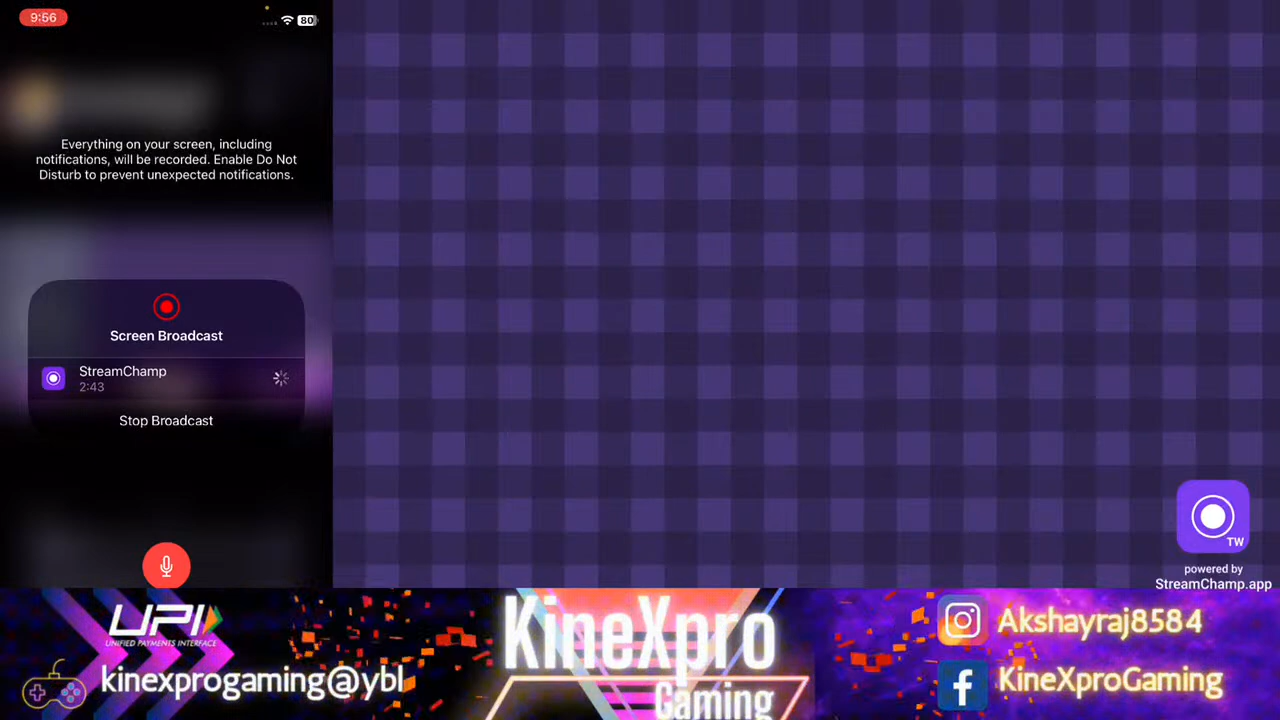 9:56
80
Everything on your screen, including
notifications, will be recorded. Enable Do Not
Disturb to prevent unexpected notifications.
Screen Broadcast
StreamChamp
2:43
Stop Broadcast
TW
powered by
StreamChamp.app
UPI
UNIFIED PAYMENTS INTERFACE
kinexprogaming@ybl
KineXpro
Gaming
Akshayraj8584
KineXproGaming